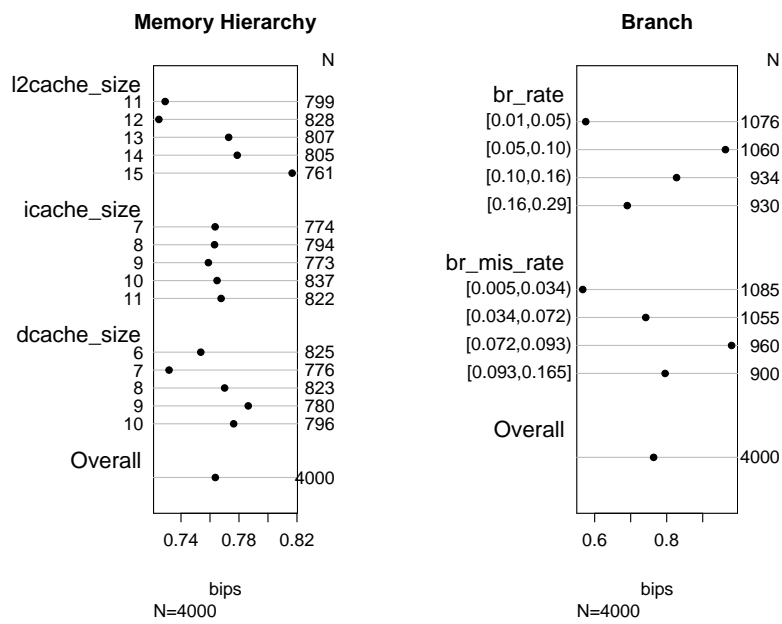 Memory Hierarchy
N
l2cache_size
11 799
12 828
13 807
14 805
15 761
icache_size
7 774
8 794
9 773
10 837
11 822
dcache_size
6 825
7 776
8 823
9 780
10 796
Overall
4000
0.74 0.78 0.82
bips
N=4000
Branch
N
br_rate
[0.01,0.05) 1076
[0.05,0.10) 1060
[0.10,0.16) 934
[0.16,0.29] 930
br_mis_rate
[0.005,0.034) 1085
[0.034,0.072) 1055
[0.072,0.093) 960
[0.093,0.165] 900
Overall
4000
0.6 0.8
bips
N=4000